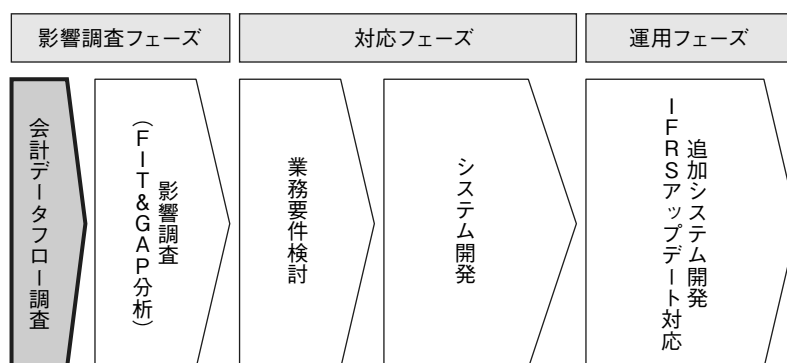 影響調査フェーズ
対応フェーズ
運用フェーズ
会計データフロー調査
影響調査
(FIT&GAP分析)
業務要件検討
システム開発
追加システム開発
IFRSアップデート対応